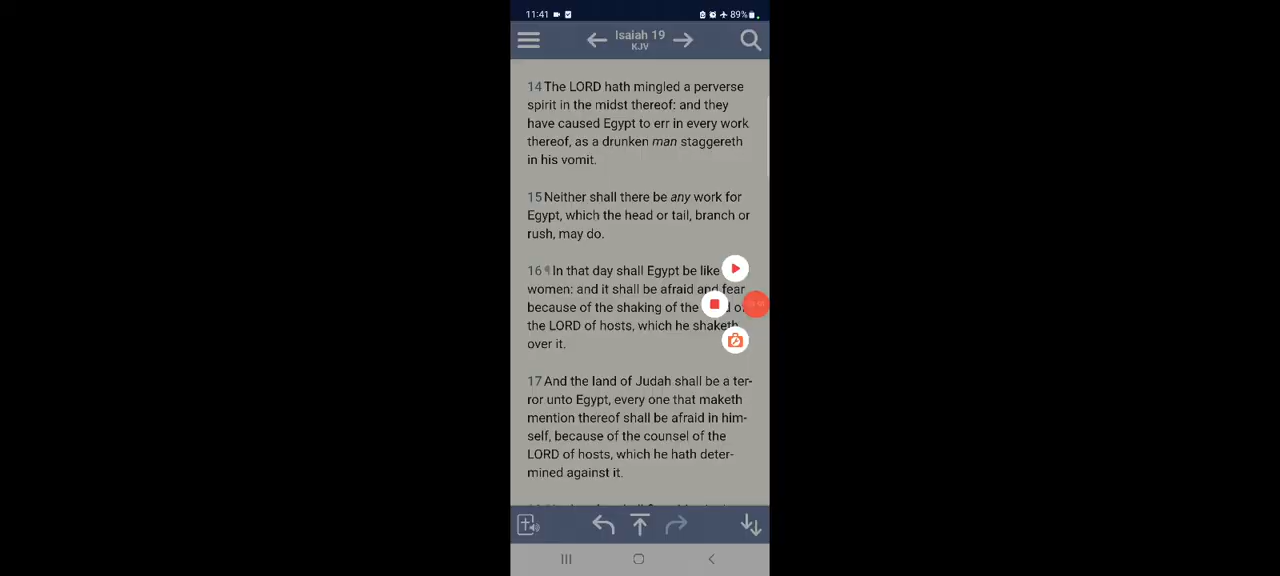 11:41
89%
Isaiah 19
KJV
14 The LORD hath mingled a perverse
spirit in the midst thereof: and they
have caused Egypt to err in every work
thereof, as a drunken man staggereth
in his vomit.
15 Neither shall there be any work for
Egypt, which the head or tail, branch or
rush, may do.
16 ¶ In that day shall Egypt be like
women: and it shall be afraid and fear
because of the shaking of the
the LORD of hosts, which he shaketh
over it.
17 And the land of Judah shall be a ter-
ror unto Egypt, every one that maketh
mention thereof shall be afraid in him-
self, because of the counsel of the
LORD of hosts, which he hath deter-
mined against it.